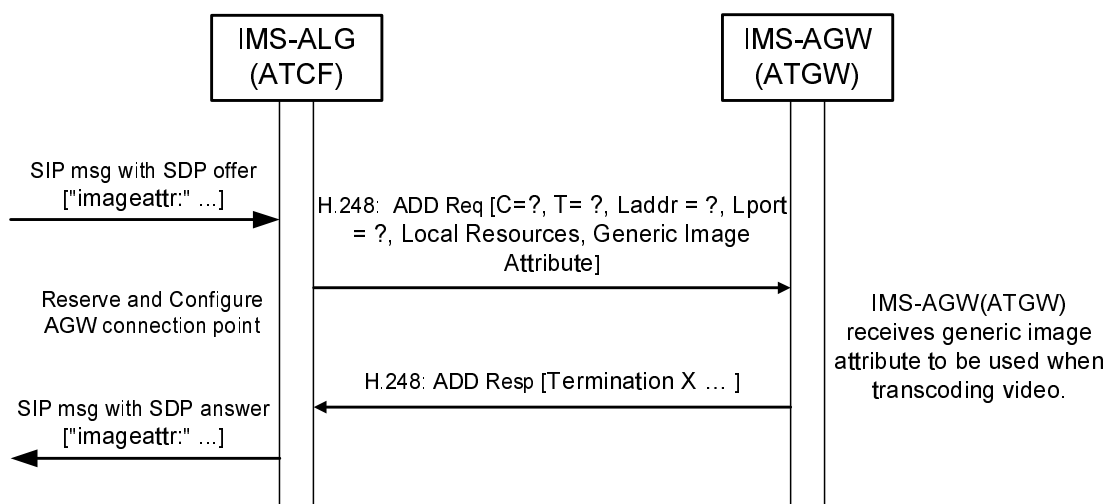 IMS-ALG
(ATCF)
IMS-AGW
(ATGW)
SIP msg with SDP offer
["imageattr:" ...]
H.248: ADD Req [C=?, T= ?, Laddr = ?, Lport
= ?, Local Resources, Generic Image
Attribute]
Reserve and Configure
AGW connection point
IMS-AGW(ATGW)
receives generic image
attribute to be used when
transcoding video.
H.248: ADD Resp [Termination X ... ]
SIP msg with SDP answer
["imageattr:" ...]